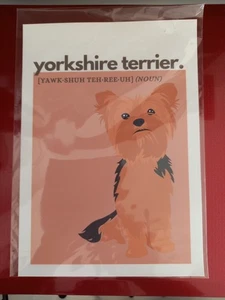 yorkshire terrier.
[YAWK-SHUH TEH-REE-UH] (NOUN)